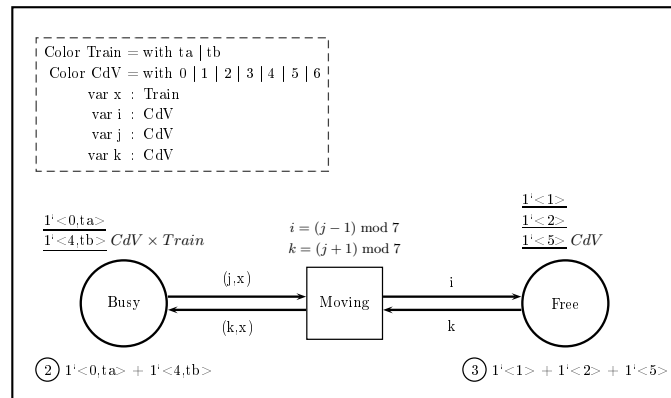 Color Train = with ta | tb
Color CdV = with 0 | 1 | 2 | 3 | 4 | 5 | 6
var x : Train
var i : CdV
var j : CdV
var k : CdV
1‘<0,ta>
1‘<4,tb> CdV × Train
i = (j − 1) mod 7
k = (j + 1) mod 7
1‘<1>
1‘<2>
1‘<5> CdV
Busy
(j,x)
(k,x)
Moving
i
k
Free
2 1‘<0,ta> + 1‘<4,tb>
3 1‘<1> + 1‘<2> + 1‘<5>